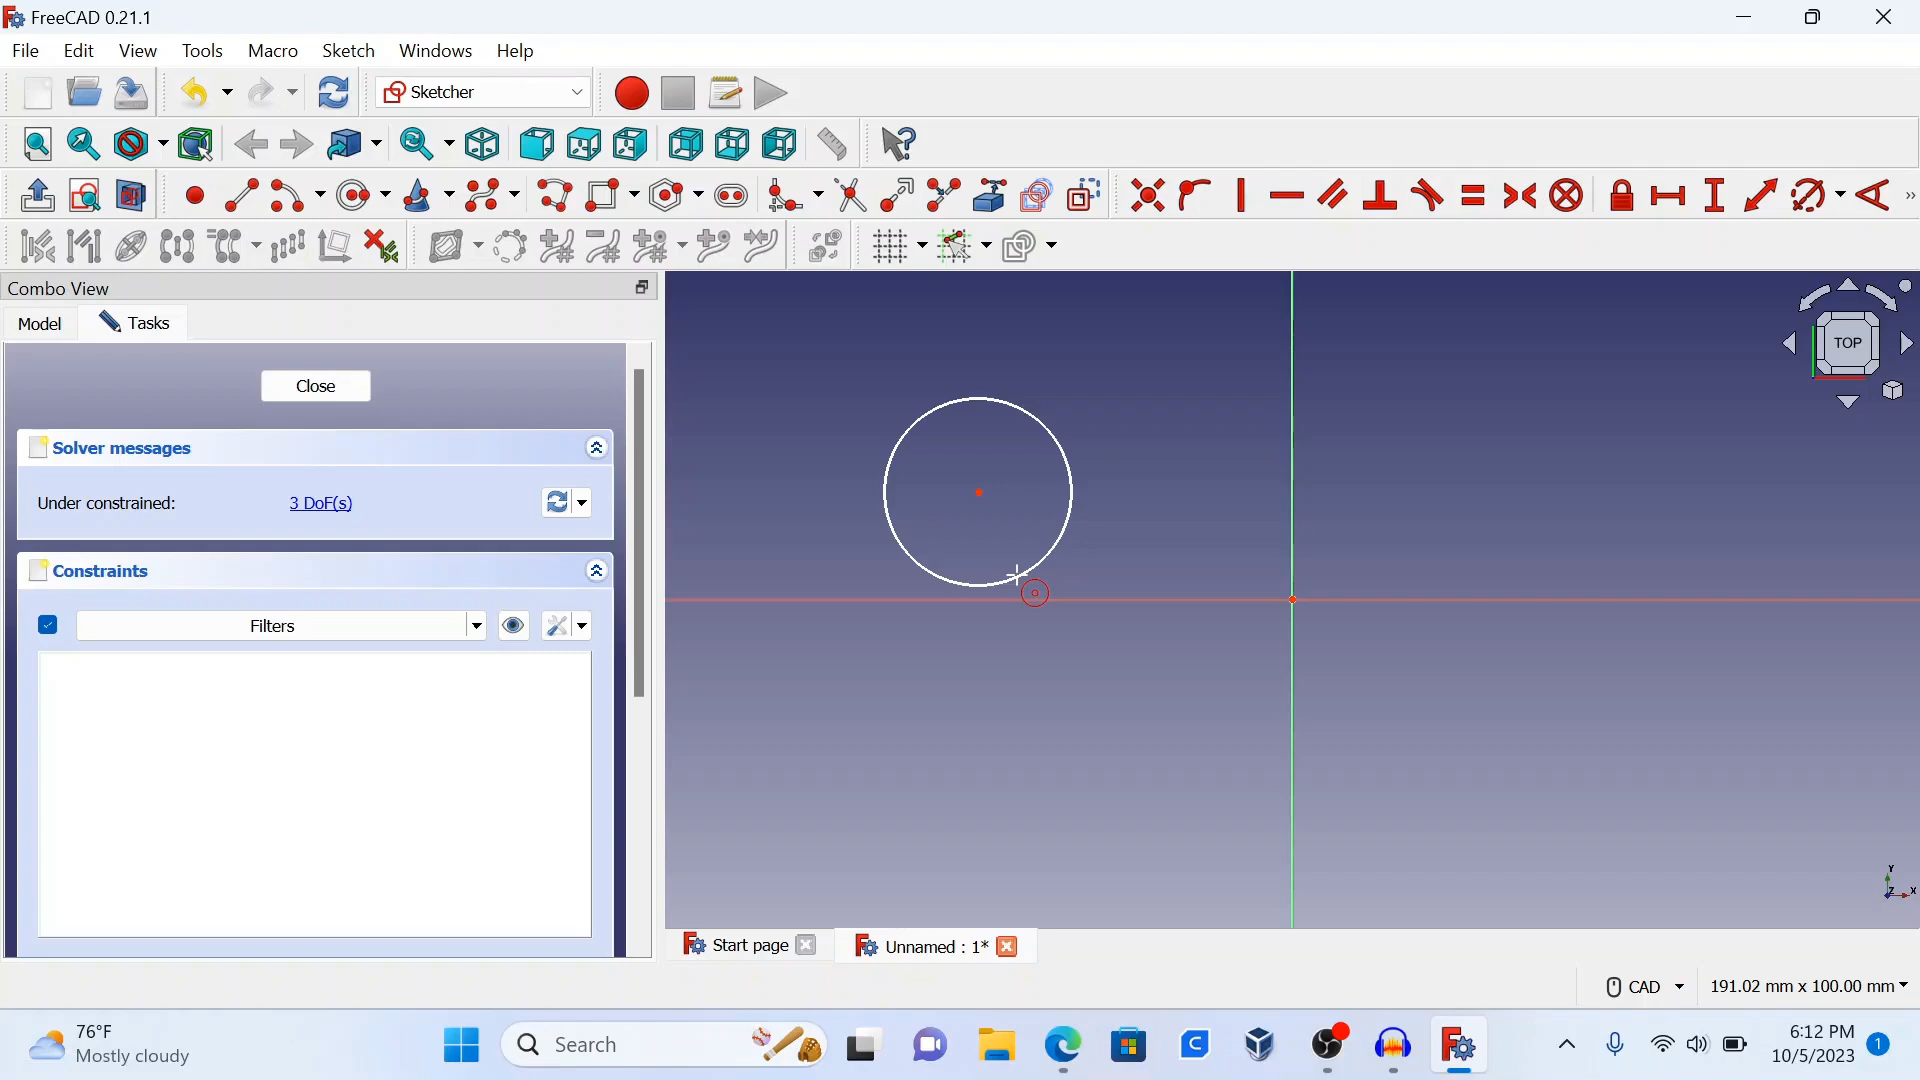 FreeCAD 0.21.1
File Edit View Tools Macro Sketch Windows Help
Sketcher
»
Combo View
Model Tasks
Close
Solver messages
Under constrained: 3 DoF(s)
Constraints
Filters
TOP
Y
Z X
Start page Unnamed : 1*
CAD 191.02 mm x 100.00 mm
76°F
Mostly cloudy
Search
6:12 PM
10/5/2023
1